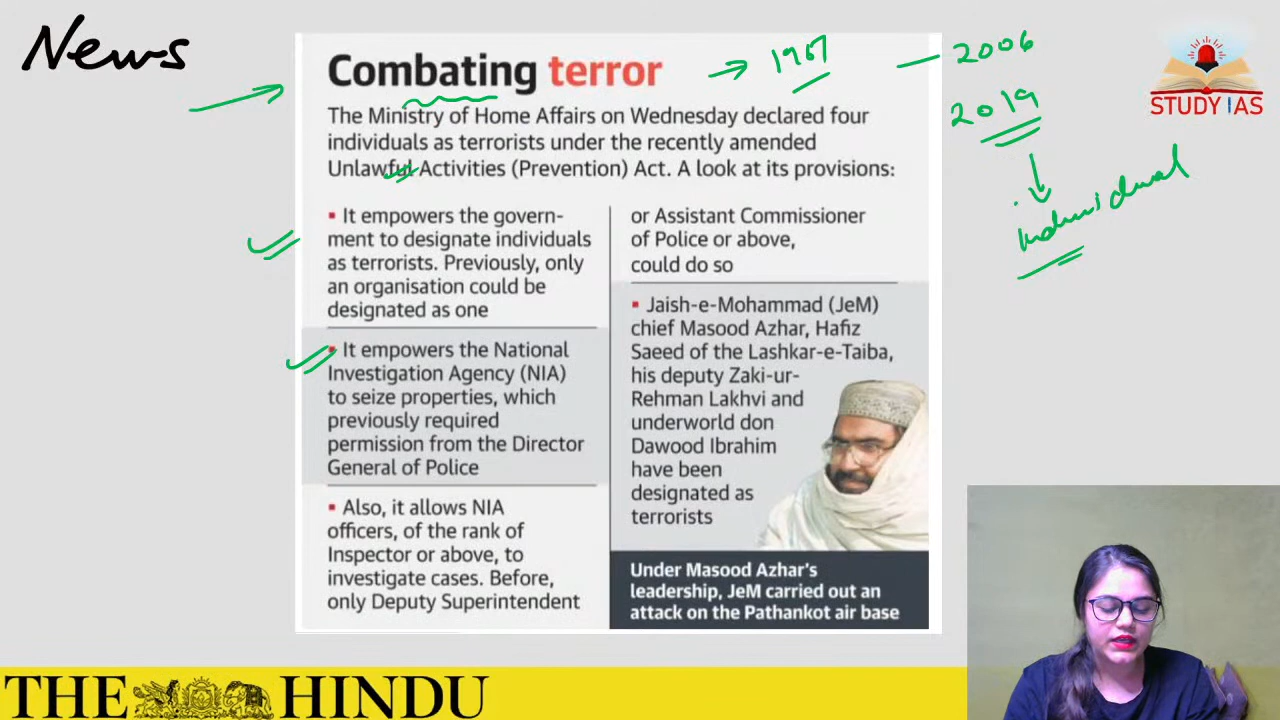 News
Combating terror
→ 1967
— 2006
2019
individual
STUDY IAS
The Ministry of Home Affairs on Wednesday declared four
individuals as terrorists under the recently amended
Unlawful Activities (Prevention) Act. A look at its provisions:
▪ It empowers the govern-
ment to designate individuals
as terrorists. Previously, only
an organisation could be
designated as one
▪ It empowers the National
Investigation Agency (NIA)
to seize properties, which
previously required
permission from the Director
General of Police
▪ Also, it allows NIA
officers, of the rank of
Inspector or above, to
investigate cases. Before,
only Deputy Superintendent
or Assistant Commissioner
of Police or above,
could do so
▪ Jaish-e-Mohammad (JeM)
chief Masood Azhar, Hafiz
Saeed of the Lashkar-e-Taiba,
his deputy Zaki-ur-
Rehman Lakhvi and
underworld don
Dawood Ibrahim
have been
designated as
terrorists
Under Masood Azhar's
leadership, JeM carried out an
attack on the Pathankot air base
THE HINDU